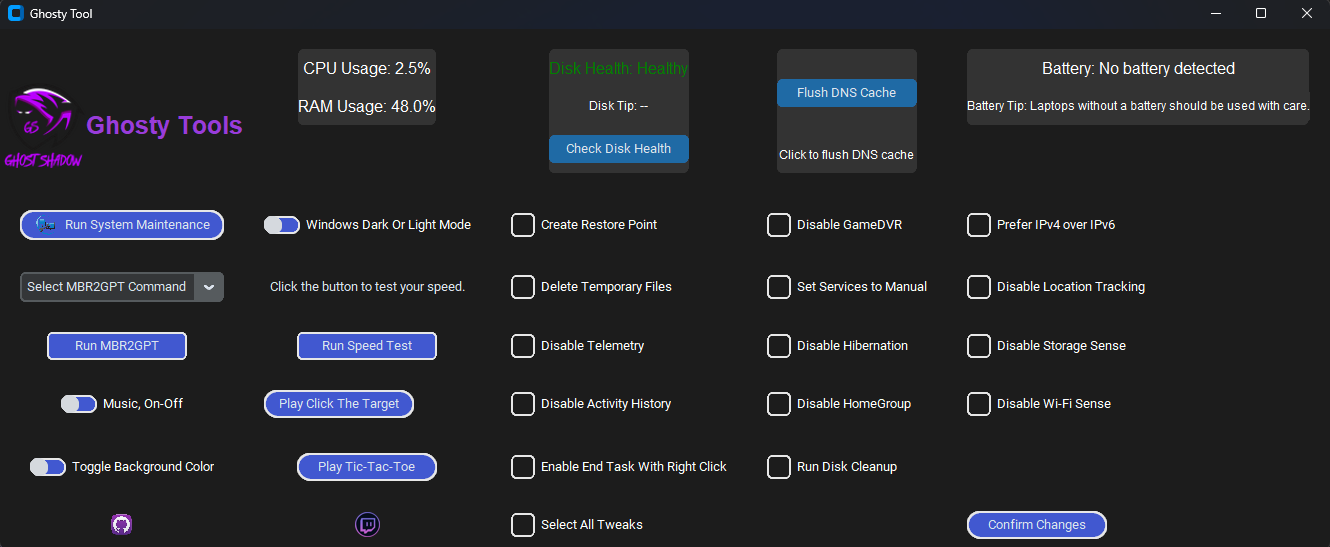 Ghosty Tool
CPU Usage: 2.5%
RAM Usage: 48.0%
Disk Health: Healthy
Disk Tip: --
Check Disk Health
Flush DNS Cache
Click to flush DNS cache
Battery: No battery detected
Battery Tip: Laptops without a battery should be used with care.
GS
GHOST SHADOW
Ghosty Tools
Run System Maintenance
Windows Dark Or Light Mode
Create Restore Point
Disable GameDVR
Prefer IPv4 over IPv6
Select MBR2GPT Command
Click the button to test your speed.
Delete Temporary Files
Set Services to Manual
Disable Location Tracking
Run MBR2GPT
Run Speed Test
Disable Telemetry
Disable Hibernation
Disable Storage Sense
Music, On-Off
Play Click The Target
Disable Activity History
Disable HomeGroup
Disable Wi-Fi Sense
Toggle Background Color
Play Tic-Tac-Toe
Enable End Task With Right Click
Run Disk Cleanup
Select All Tweaks
Confirm Changes